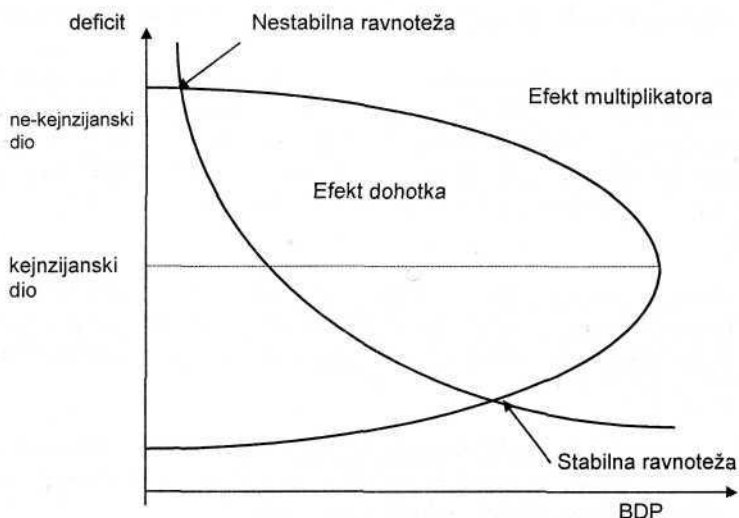 deficit
Nestabilna ravnoteža
Efekt multiplikatora
ne-kejnzijanski
dio
Efekt dohotka
kejnzijanski
dio
Stabilna ravnoteža
BDP